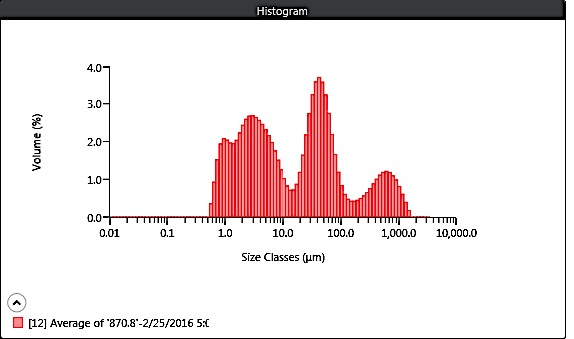 Histogram
4.0
3.0
Volume (%)
2.0
1.0
0.0
0.01 0.1 1.0 10.0 100.0 1,000.0 10,000.0
Size Classes (μm)
[12] Average of "870.8"-2/25/2016 5: